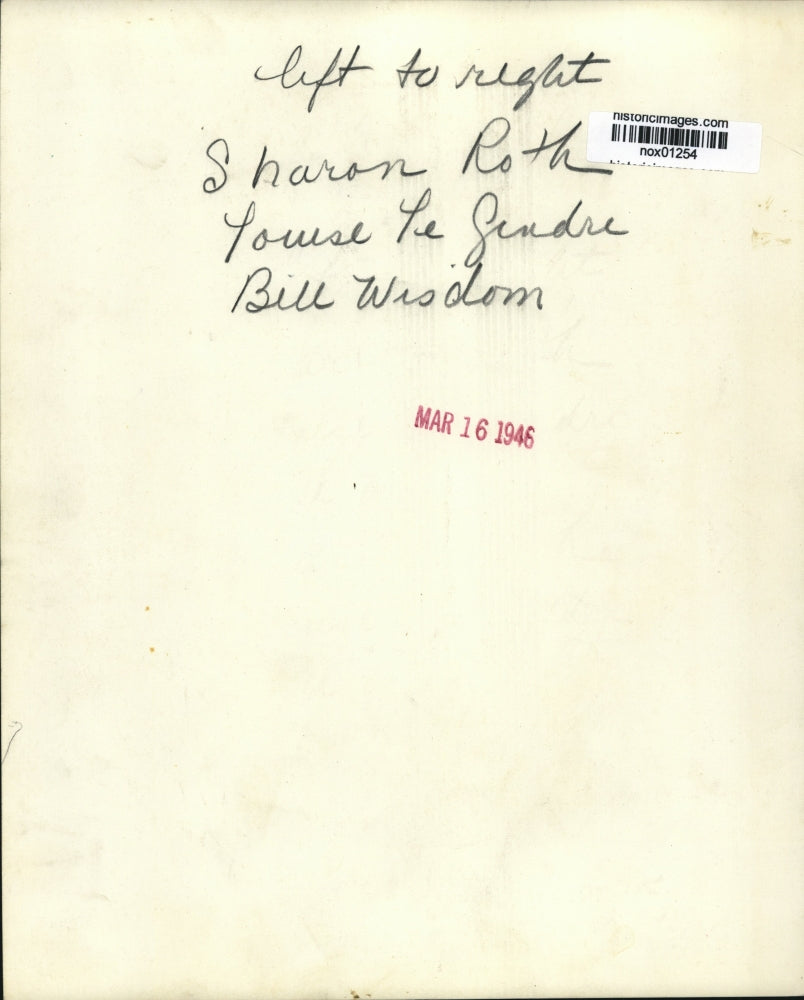 left to right
Sharon Roth
Louise Le Gendre
Bill Wisdom
historicimages.com
nox01254
MAR 16 1946